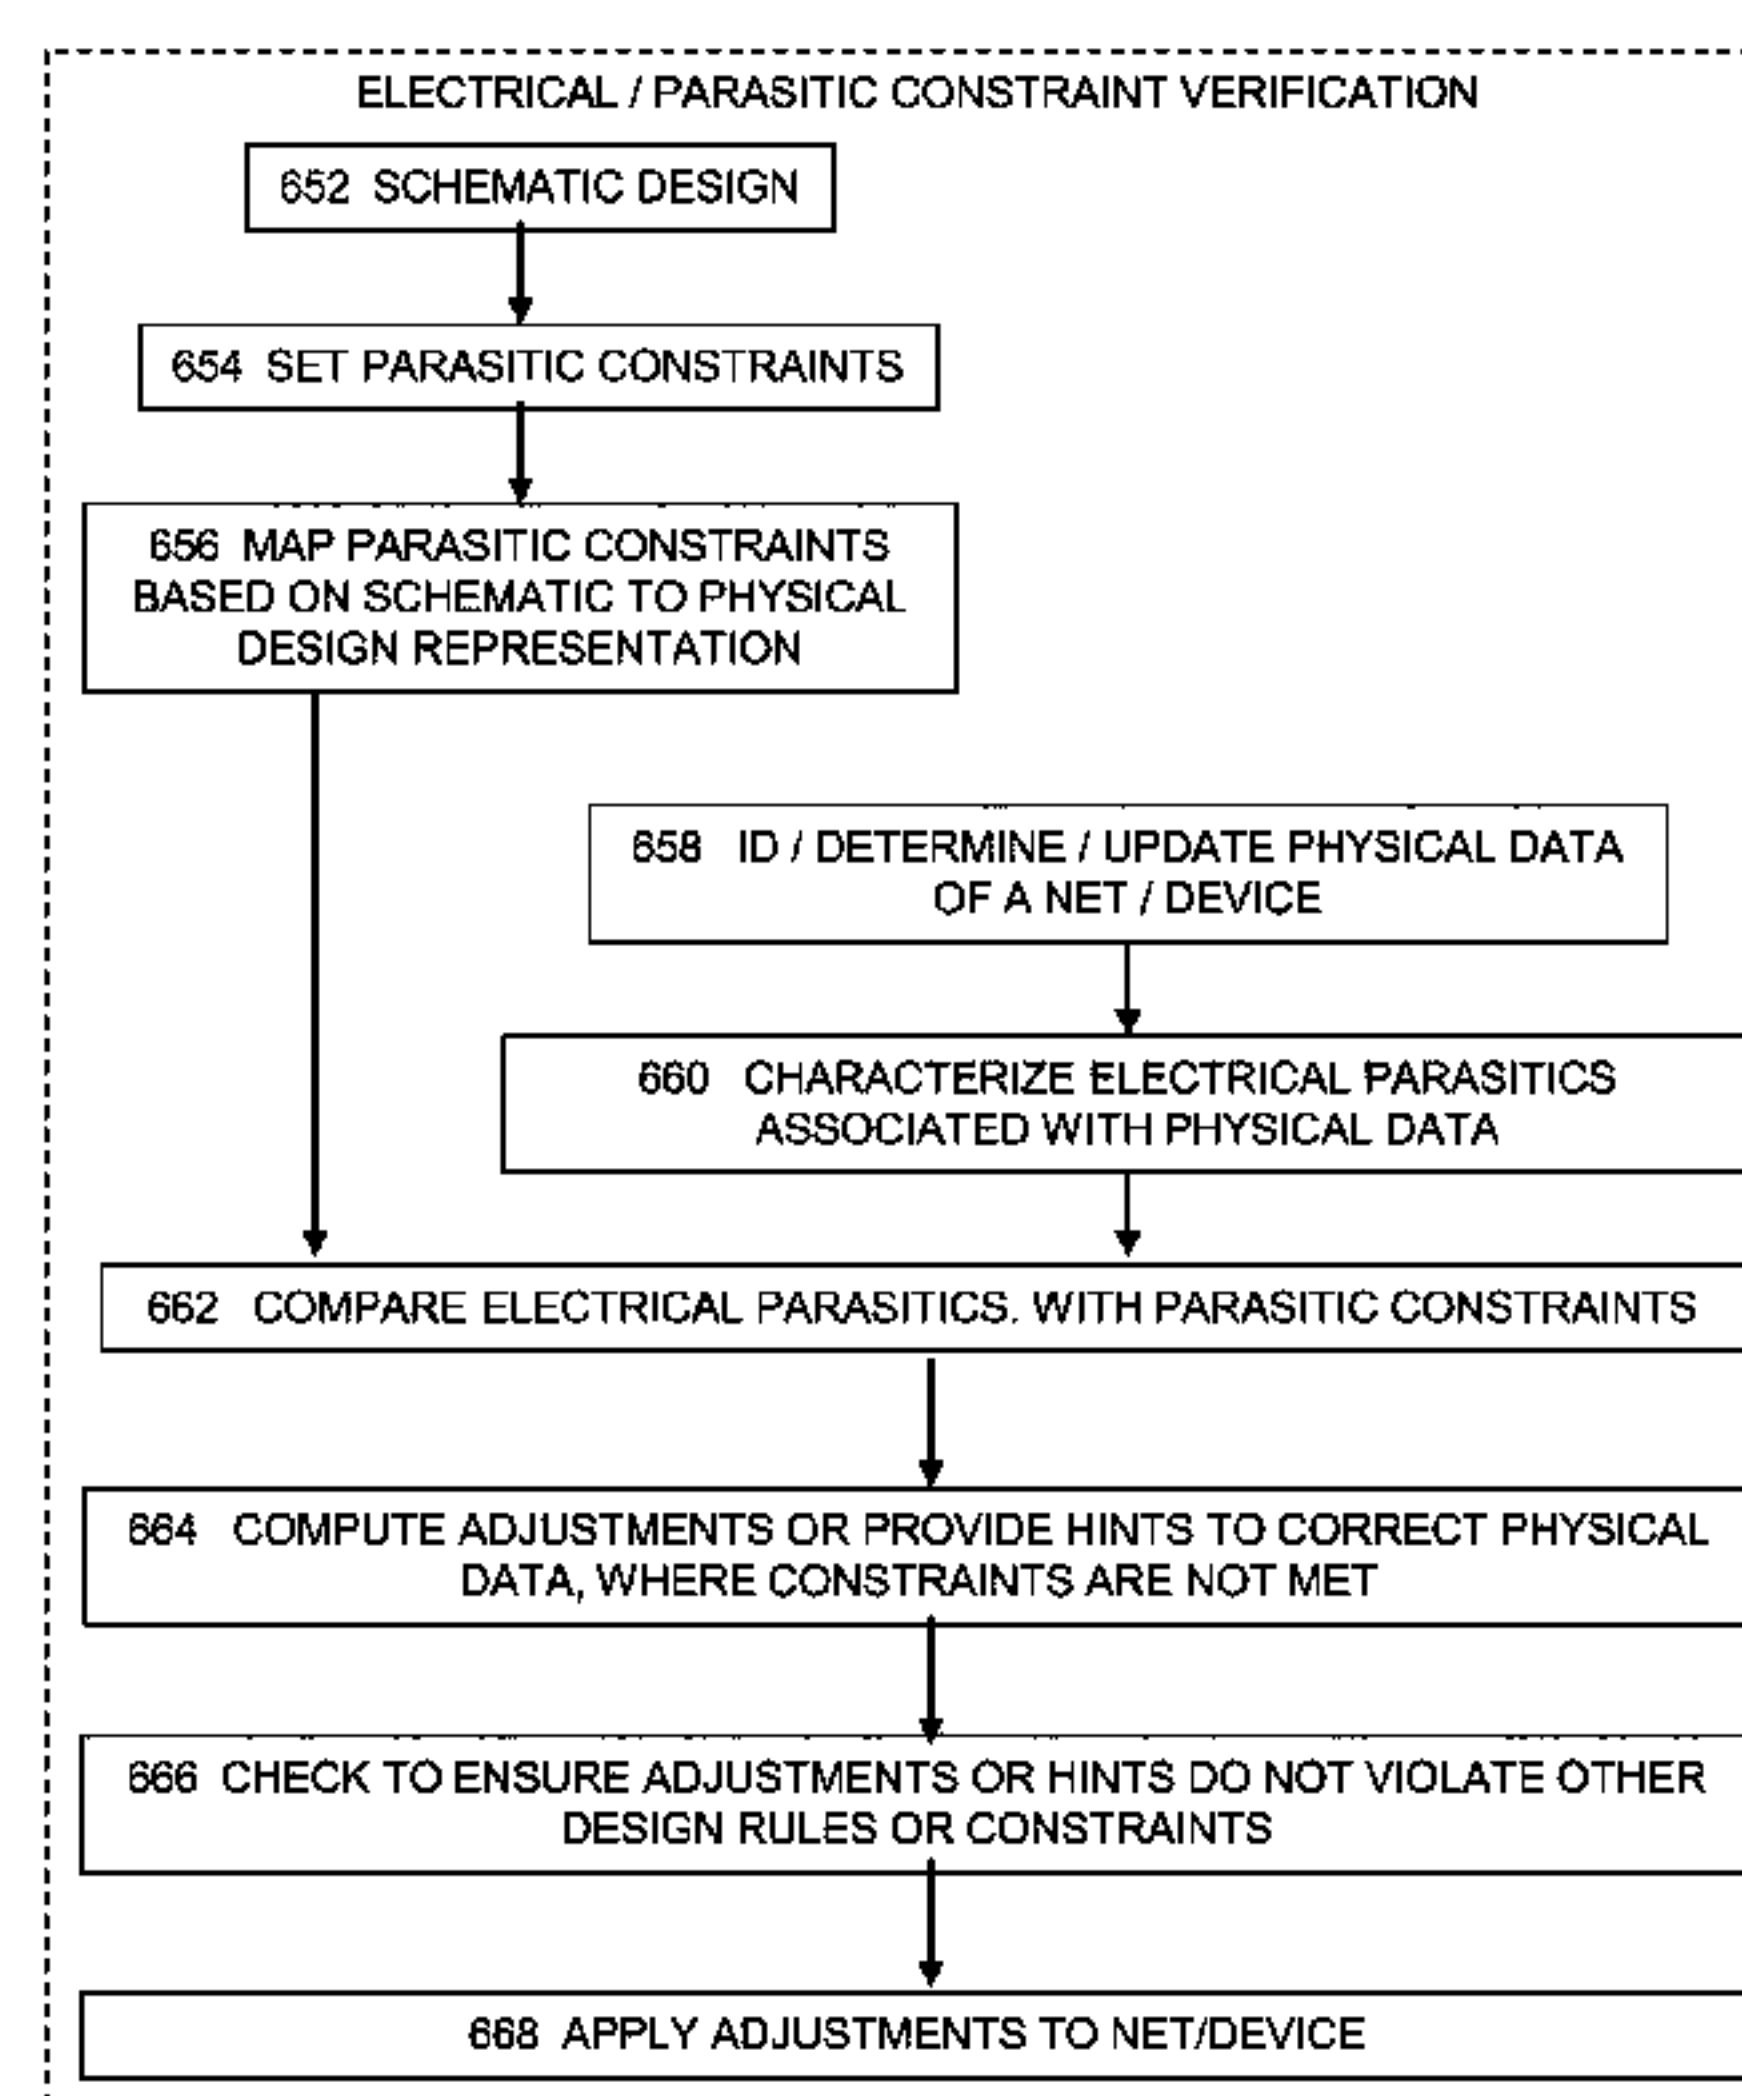 ELECTRICAL / PARASITIC CONSTRAINT VERIFICATION
652 SCHEMATIC DESIGN
654 SET PARASITIC CONSTRAINTS
656 MAP PARASITIC CONSTRAINTS
BASED ON SCHEMATIC TO PHYSICAL
DESIGN REPRESENTATION
658 ID / DETERMINE / UPDATE PHYSICAL DATA
OF A NET / DEVICE
660 CHARACTERIZE ELECTRICAL PARASITICS
ASSOCIATED WITH PHYSICAL DATA
662 COMPARE ELECTRICAL PARASITICS. WITH PARASITIC CONSTRAINTS
664 COMPUTE ADJUSTMENTS OR PROVIDE HINTS TO CORRECT PHYSICAL
DATA, WHERE CONSTRAINTS ARE NOT MET
666 CHECK TO ENSURE ADJUSTMENTS OR HINTS DO NOT VIOLATE OTHER
DESIGN RULES OR CONSTRAINTS
668 APPLY ADJUSTMENTS TO NET/DEVICE